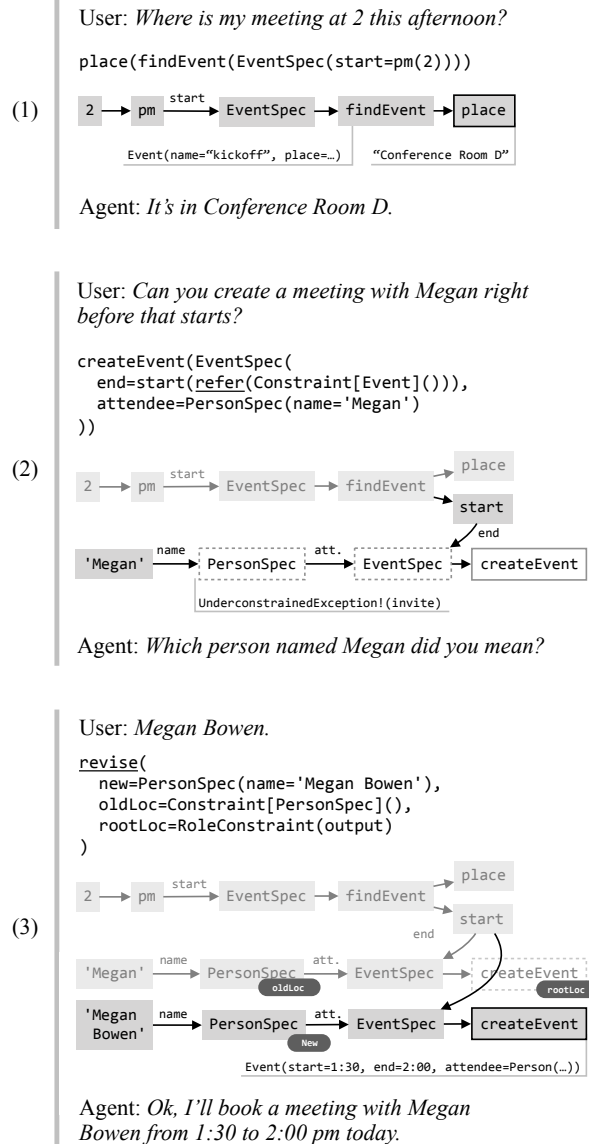 User: Where is my meeting at 2 this afternoon?
place(findEvent(EventSpec(start=pm(2))))
(1)
2 pm start EventSpec findEvent place
Event(name=“kickoff”, place=…) “Conference Room D”
Agent: It’s in Conference Room D.
User: Can you create a meeting with Megan right
before that starts?
createEvent(EventSpec(
end=start(refer(Constraint[Event]())),
attendee=PersonSpec(name='Megan')
))
(2)
place
2 pm start EventSpec findEvent
start
end
'Megan' name PersonSpec att. EventSpec createEvent
UnderconstrainedException!(invite)
Agent: Which person named Megan did you mean?
User: Megan Bowen.
revise(
new=PersonSpec(name='Megan Bowen'),
oldLoc=Constraint[PersonSpec](),
rootLoc=RoleConstraint(output)
)
(3)
place
2 pm start EventSpec findEvent
start
end
'Megan' name PersonSpec att. EventSpec createEvent
oldLoc rootLoc
'Megan
Bowen' name PersonSpec att. EventSpec createEvent
New
Event(start=1:30, end=2:00, attendee=Person(…))
Agent: Ok, I’ll book a meeting with Megan
Bowen from 1:30 to 2:00 pm today.